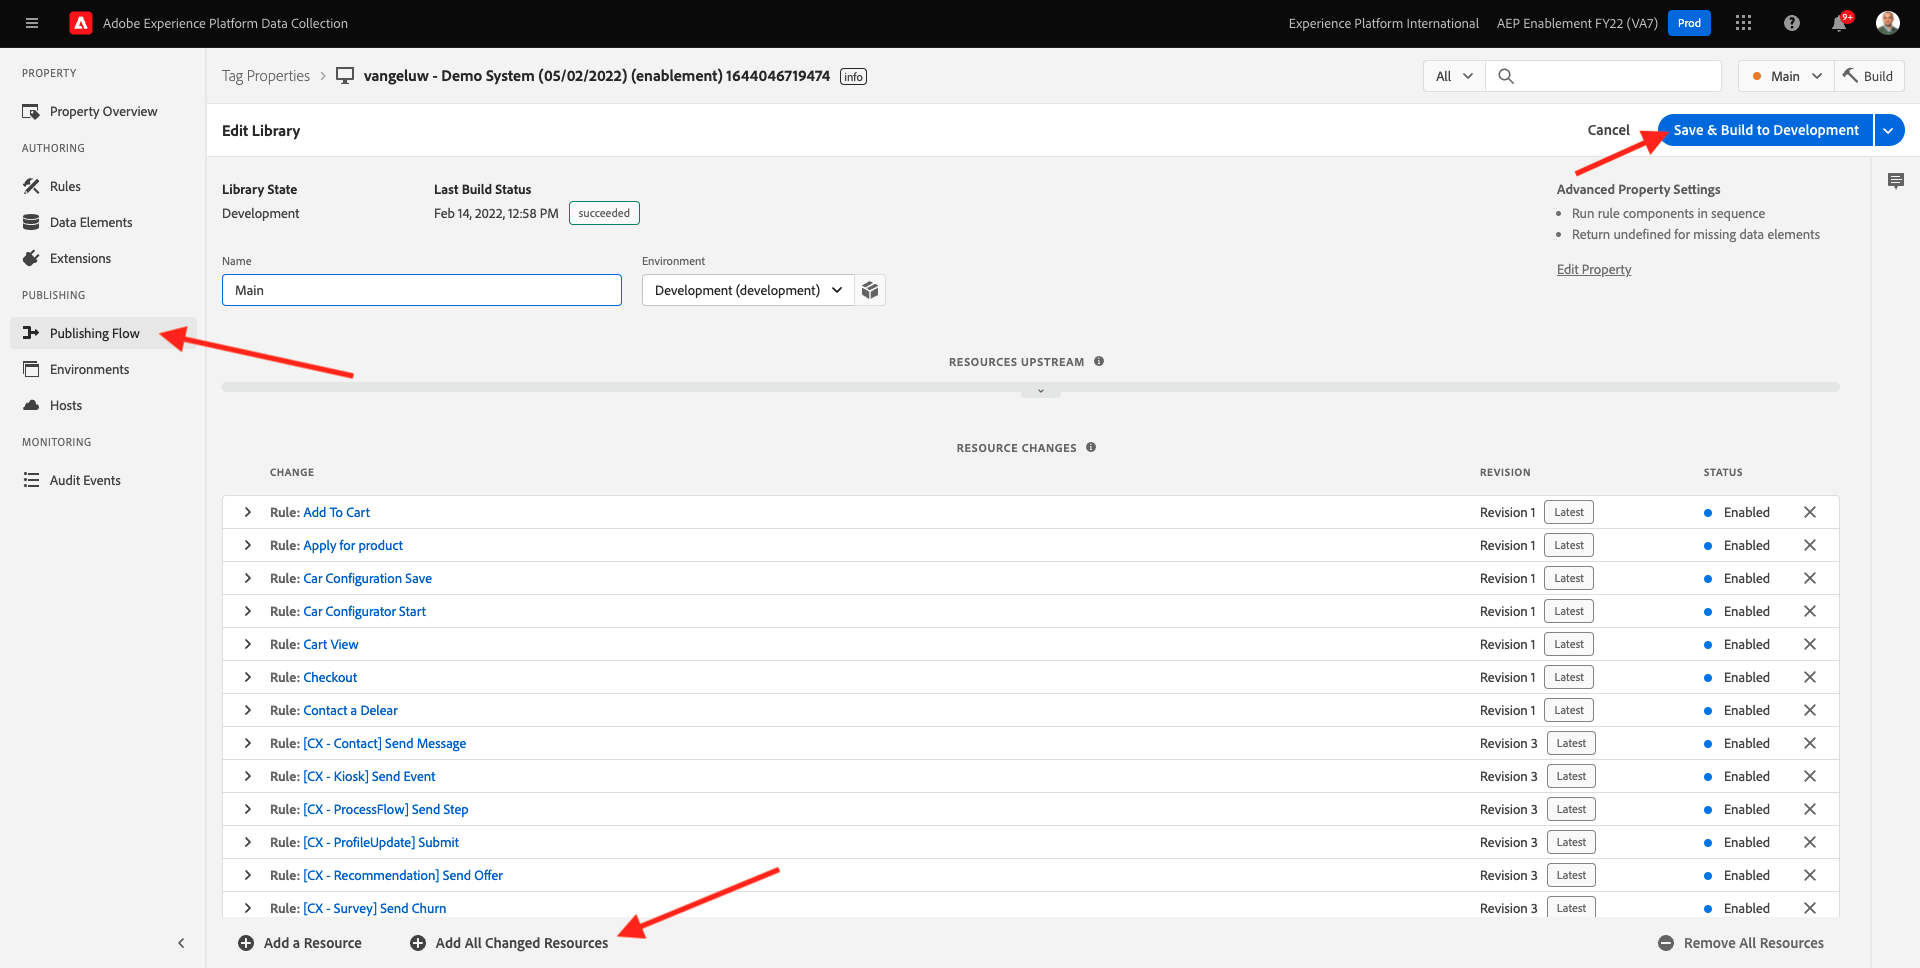 Adobe Experience Platform Data Collection
Experience Platform International
AEP Enablement FY22 (VA7)
Prod
9+
PROPERTY
Property Overview
AUTHORING
Rules
Data Elements
Extensions
PUBLISHING
Publishing Flow
Environments
Hosts
MONITORING
Audit Events
Tag Properties
vangeluw - Demo System (05/02/2022) (enablement) 1644046719474
info
All
Main
Build
Edit Library
Cancel
Save & Build to Development
Library State
Development
Last Build Status
Feb 14, 2022, 12:58 PM
succeeded
Advanced Property Settings
Run rule components in sequence
Return undefined for missing data elements
Edit Property
Name
Main
Environment
Development (development)
RESOURCES UPSTREAM
RESOURCE CHANGES
CHANGE REVISION STATUS
Rule: Add To Cart Revision 1 Latest Enabled
Rule: Apply for product Revision 1 Latest Enabled
Rule: Car Configuration Save Revision 1 Latest Enabled
Rule: Car Configurator Start Revision 1 Latest Enabled
Rule: Cart View Revision 1 Latest Enabled
Rule: Checkout Revision 1 Latest Enabled
Rule: Contact a Delear Revision 1 Latest Enabled
Rule: [CX - Contact] Send Message Revision 3 Latest Enabled
Rule: [CX - Kiosk] Send Event Revision 3 Latest Enabled
Rule: [CX - ProcessFlow] Send Step Revision 3 Latest Enabled
Rule: [CX - ProfileUpdate] Submit Revision 3 Latest Enabled
Rule: [CX - Recommendation] Send Offer Revision 3 Latest Enabled
Rule: [CX - Survey] Send Churn Revision 3 Latest Enabled
Add a Resource
Add All Changed Resources
Remove All Resources